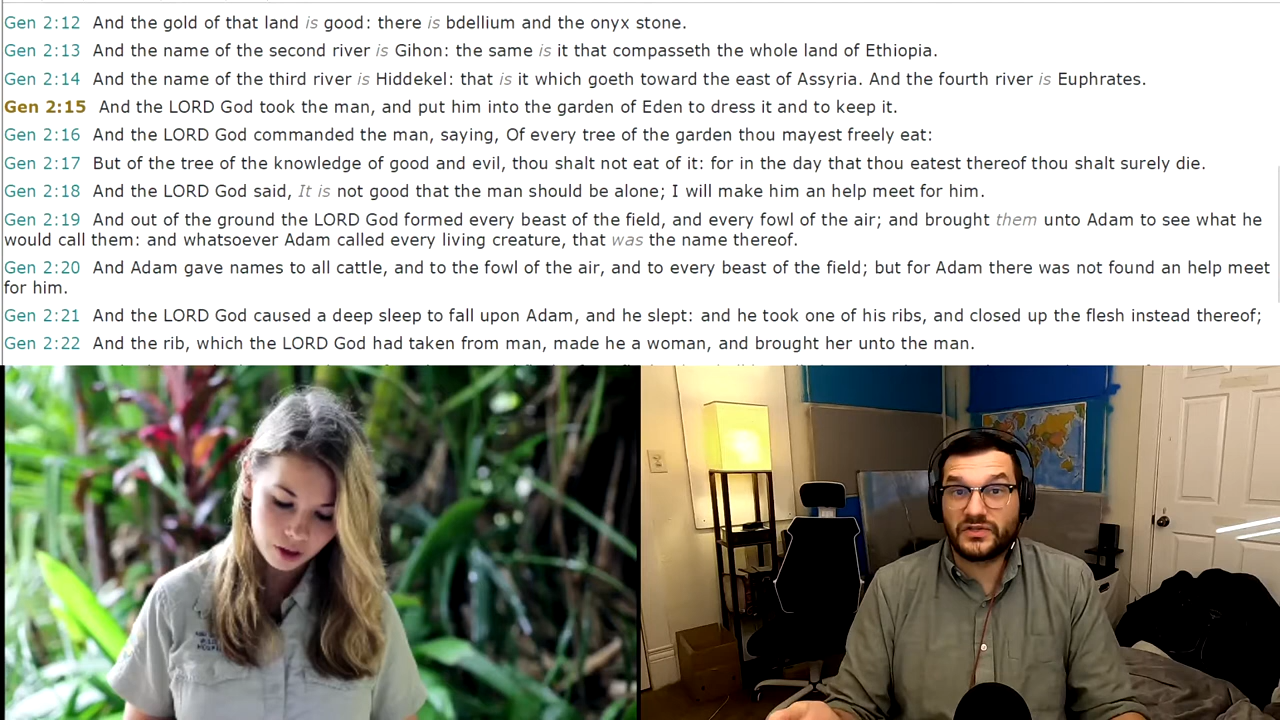 Gen 2:12 And the gold of that land is good: there is bdellium and the onyx stone.
Gen 2:13 And the name of the second river is Gihon: the same is it that compasseth the whole land of Ethiopia.
Gen 2:14 And the name of the third river is Hiddekel: that is it which goeth toward the east of Assyria. And the fourth river is Euphrates.
Gen 2:15 And the LORD God took the man, and put him into the garden of Eden to dress it and to keep it.
Gen 2:16 And the LORD God commanded the man, saying, Of every tree of the garden thou mayest freely eat:
Gen 2:17 But of the tree of the knowledge of good and evil, thou shalt not eat of it: for in the day that thou eatest thereof thou shalt surely die.
Gen 2:18 And the LORD God said, It is not good that the man should be alone; I will make him an help meet for him.
Gen 2:19 And out of the ground the LORD God formed every beast of the field, and every fowl of the air; and brought them unto Adam to see what he
would call them: and whatsoever Adam called every living creature, that was the name thereof.
Gen 2:20 And Adam gave names to all cattle, and to the fowl of the air, and to every beast of the field; but for Adam there was not found an help meet
for him.
Gen 2:21 And the LORD God caused a deep sleep to fall upon Adam, and he slept: and he took one of his ribs, and closed up the flesh instead thereof;
Gen 2:22 And the rib, which the LORD God had taken from man, made he a woman, and brought her unto the man.